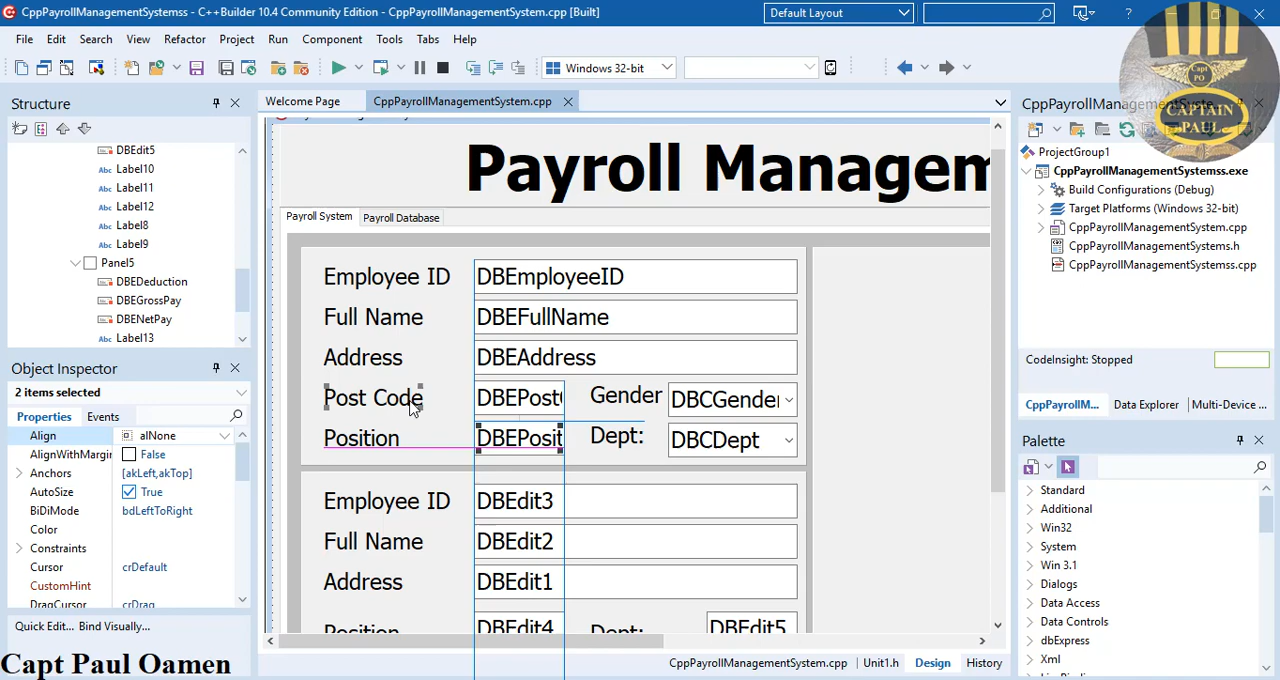 CppPayrollManagementSystemss - C++Builder 10.4 Community Edition - CppPayrollManagementSystem.cpp [Built]
Default Layout
File Edit Search View Refactor Project Run Component Tools Tabs Help
Windows 32-bit
Capt
PO
CAPTAIN
PAUL
Structure
Welcome Page
CppPayrollManagementSystem.cpp
DBEdit5
Label10
Label11
Label12
Label8
Label9
Panel5
DBEDeduction
DBEGrossPay
DBENetPay
Label13
Object Inspector
2 items selected
Properties Events
Align alNone
AlignWithMargin False
Anchors [akLeft,akTop]
AutoSize True
BiDiMode bdLeftToRight
Color
Constraints
Cursor crDefault
CustomHint
DragCursor crDrag
Quick Edit... Bind Visually...
Capt Paul Oamen
Payroll Managem
Payroll System Payroll Database
Employee ID DBEmployeeID
Full Name DBEFullName
Address DBEAddress
Post Code DBEPost Gender DBCGender
Position DBEPosit Dept: DBCDept
Employee ID DBEdit3
Full Name DBEdit2
Address DBEdit1
Position DBEdit4 Dept: DBEdit5
CppPayrollManagementSystem.cpp Unit1.h Design History
CppPayrollManagementSyste
ProjectGroup1
CppPayrollManagementSystemss.exe
Build Configurations (Debug)
Target Platforms (Windows 32-bit)
CppPayrollManagementSystem.cpp
CppPayrollManagementSystems.h
CppPayrollManagementSystemss.cpp
CodeInsight: Stopped
CppPayrollM... Data Explorer Multi-Device ...
Palette
Standard
Additional
Win32
System
Win 3.1
Dialogs
Data Access
Data Controls
dbExpress
Xml